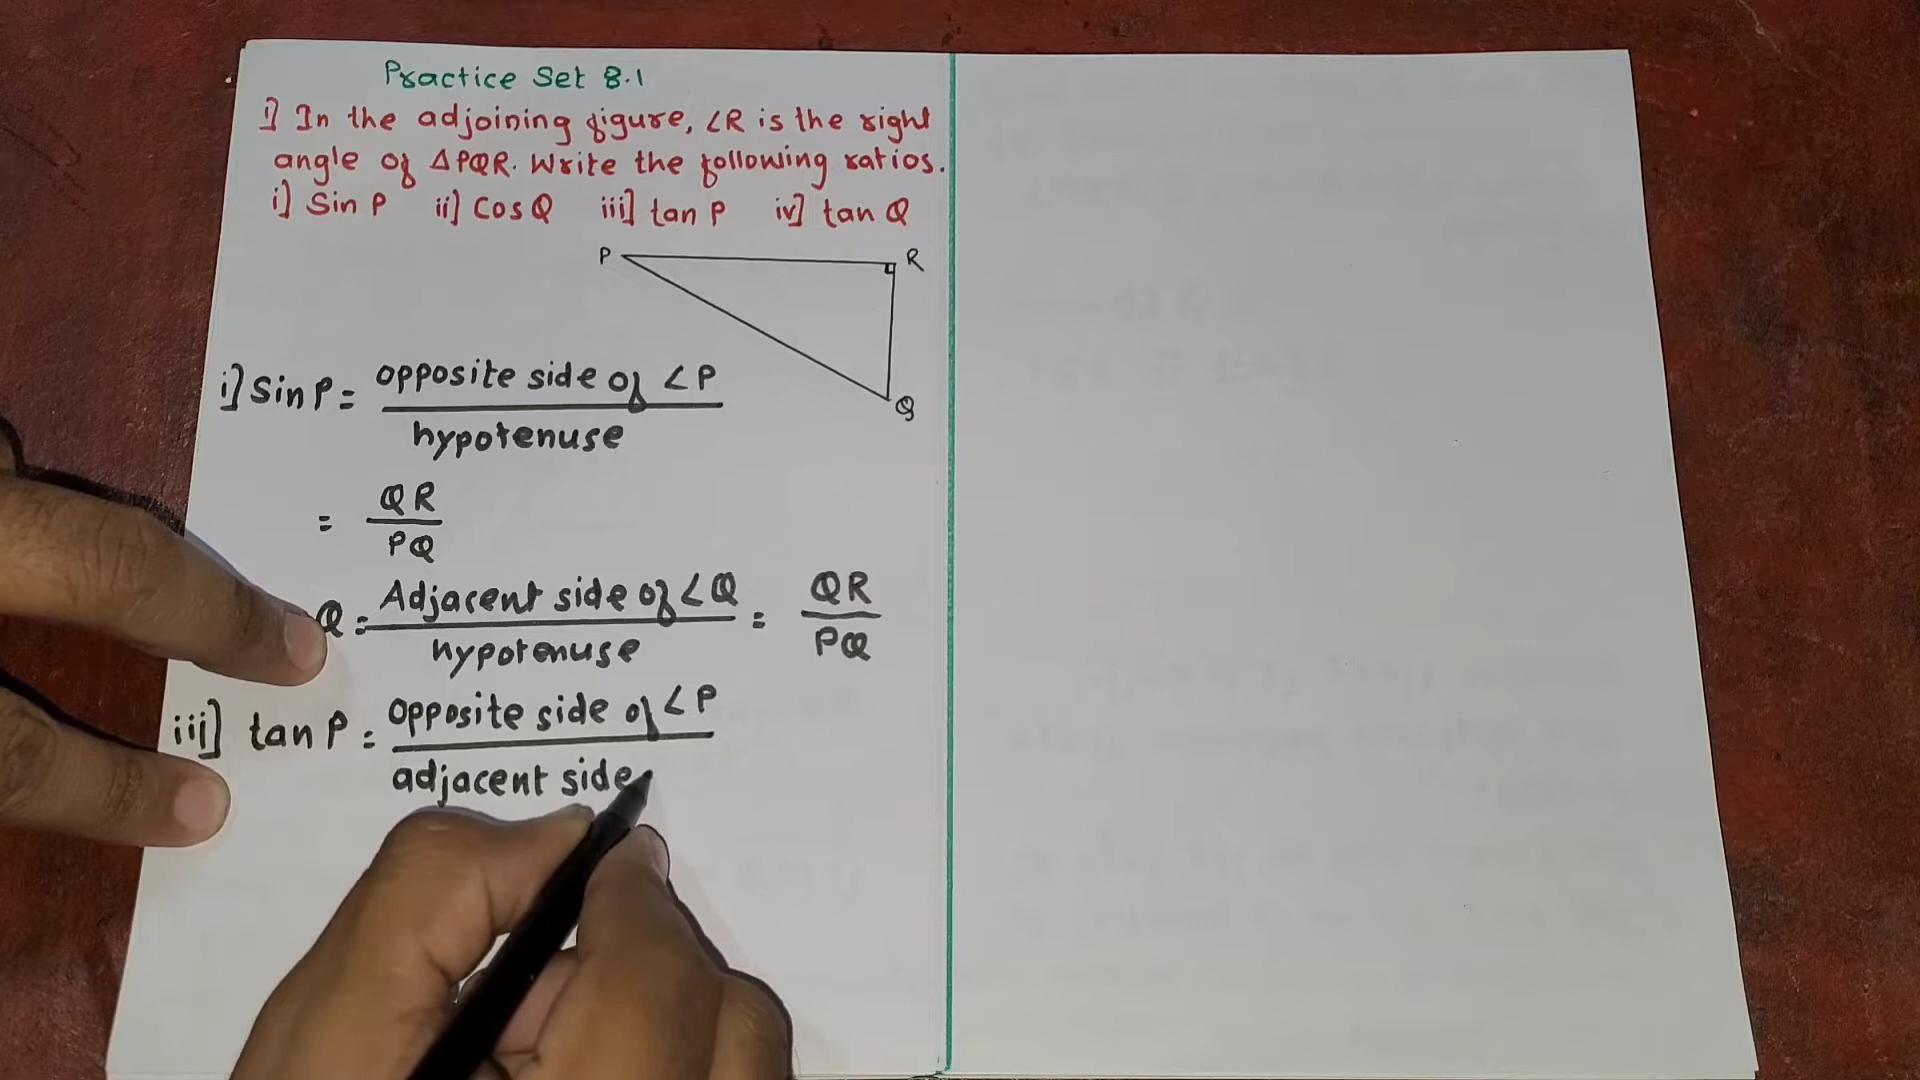 Practice Set 8.1
1] In the adjoining figure, ∠R is the right
angle of ΔPQR. Write the following ratios.
i] Sin P ii] Cos Q iii] tan P iv] tan Q
P
R
Q
i] Sin P = opposite side of ∠P
hypotenuse
= QR
PQ
Q = Adjacent side of ∠Q = QR
hypotenuse PQ
iii] tan P = opposite side of ∠P
adjacent side